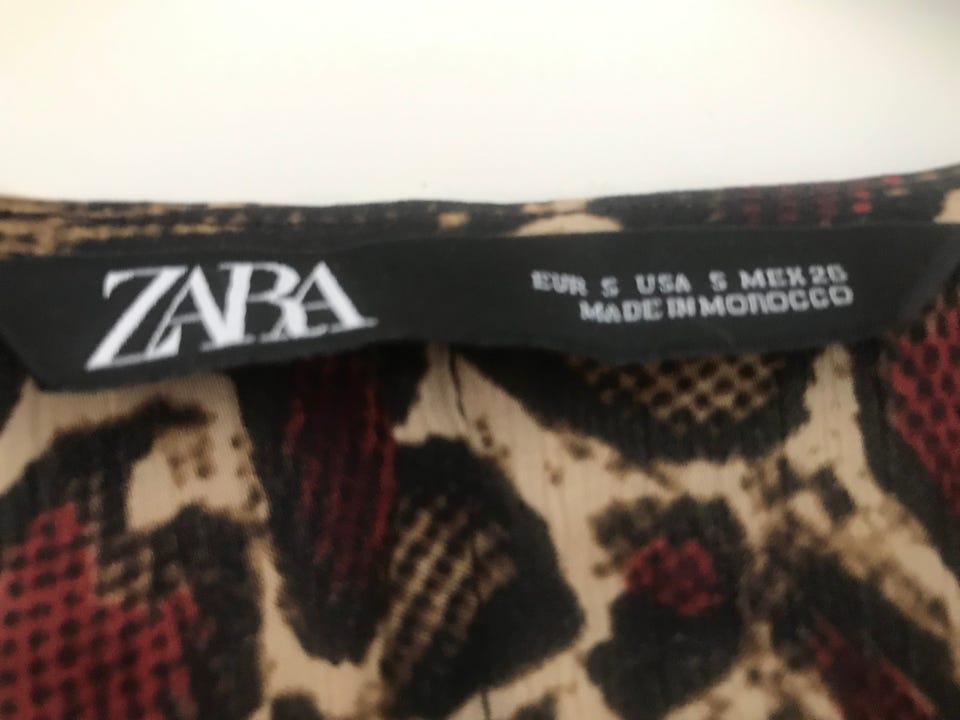 ZARA
EUR S USA S MEX 26
MADE IN MOROCCO